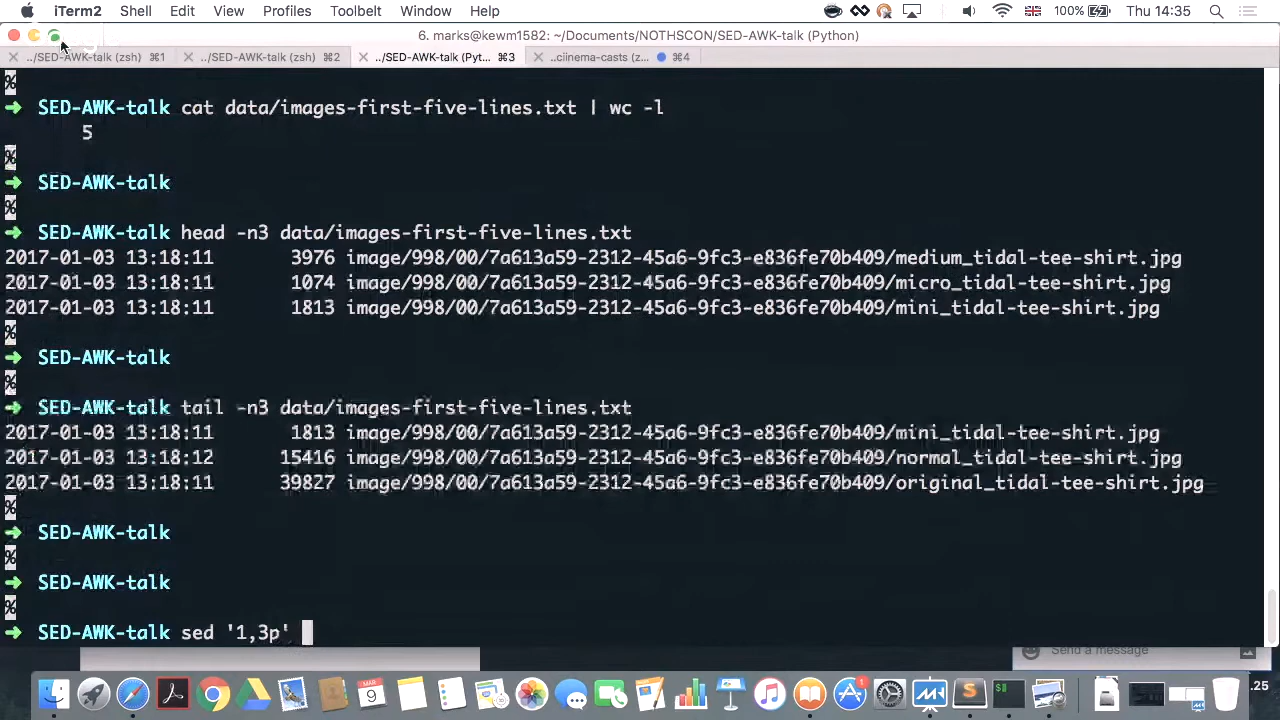 iTerm2 Shell Edit View Profiles Toolbelt Window Help 100% Thu 14:35
6. marks@kewm1582: ~/Documents/NOTHSCON/SED-AWK-talk (Python)
../SED-AWK-talk (zsh) ⌘1 ../SED-AWK-talk (zsh) ⌘2 ../SED-AWK-talk (Pyt... ⌘3 ..ciinema-casts (z... ⌘4
%
➜ SED-AWK-talk cat data/images-first-five-lines.txt | wc -l
5
%
➜ SED-AWK-talk
%
➜ SED-AWK-talk head -n3 data/images-first-five-lines.txt
2017-01-03 13:18:11 3976 image/998/00/7a613a59-2312-45a6-9fc3-e836fe70b409/medium_tidal-tee-shirt.jpg
2017-01-03 13:18:11 1074 image/998/00/7a613a59-2312-45a6-9fc3-e836fe70b409/micro_tidal-tee-shirt.jpg
2017-01-03 13:18:11 1813 image/998/00/7a613a59-2312-45a6-9fc3-e836fe70b409/mini_tidal-tee-shirt.jpg
%
➜ SED-AWK-talk
%
➜ SED-AWK-talk tail -n3 data/images-first-five-lines.txt
2017-01-03 13:18:11 1813 image/998/00/7a613a59-2312-45a6-9fc3-e836fe70b409/mini_tidal-tee-shirt.jpg
2017-01-03 13:18:12 15416 image/998/00/7a613a59-2312-45a6-9fc3-e836fe70b409/normal_tidal-tee-shirt.jpg
2017-01-03 13:18:11 39827 image/998/00/7a613a59-2312-45a6-9fc3-e836fe70b409/original_tidal-tee-shirt.jpg
%
➜ SED-AWK-talk
%
➜ SED-AWK-talk
%
➜ SED-AWK-talk sed '1,3p'
Send a message
MAR
9
1
.25